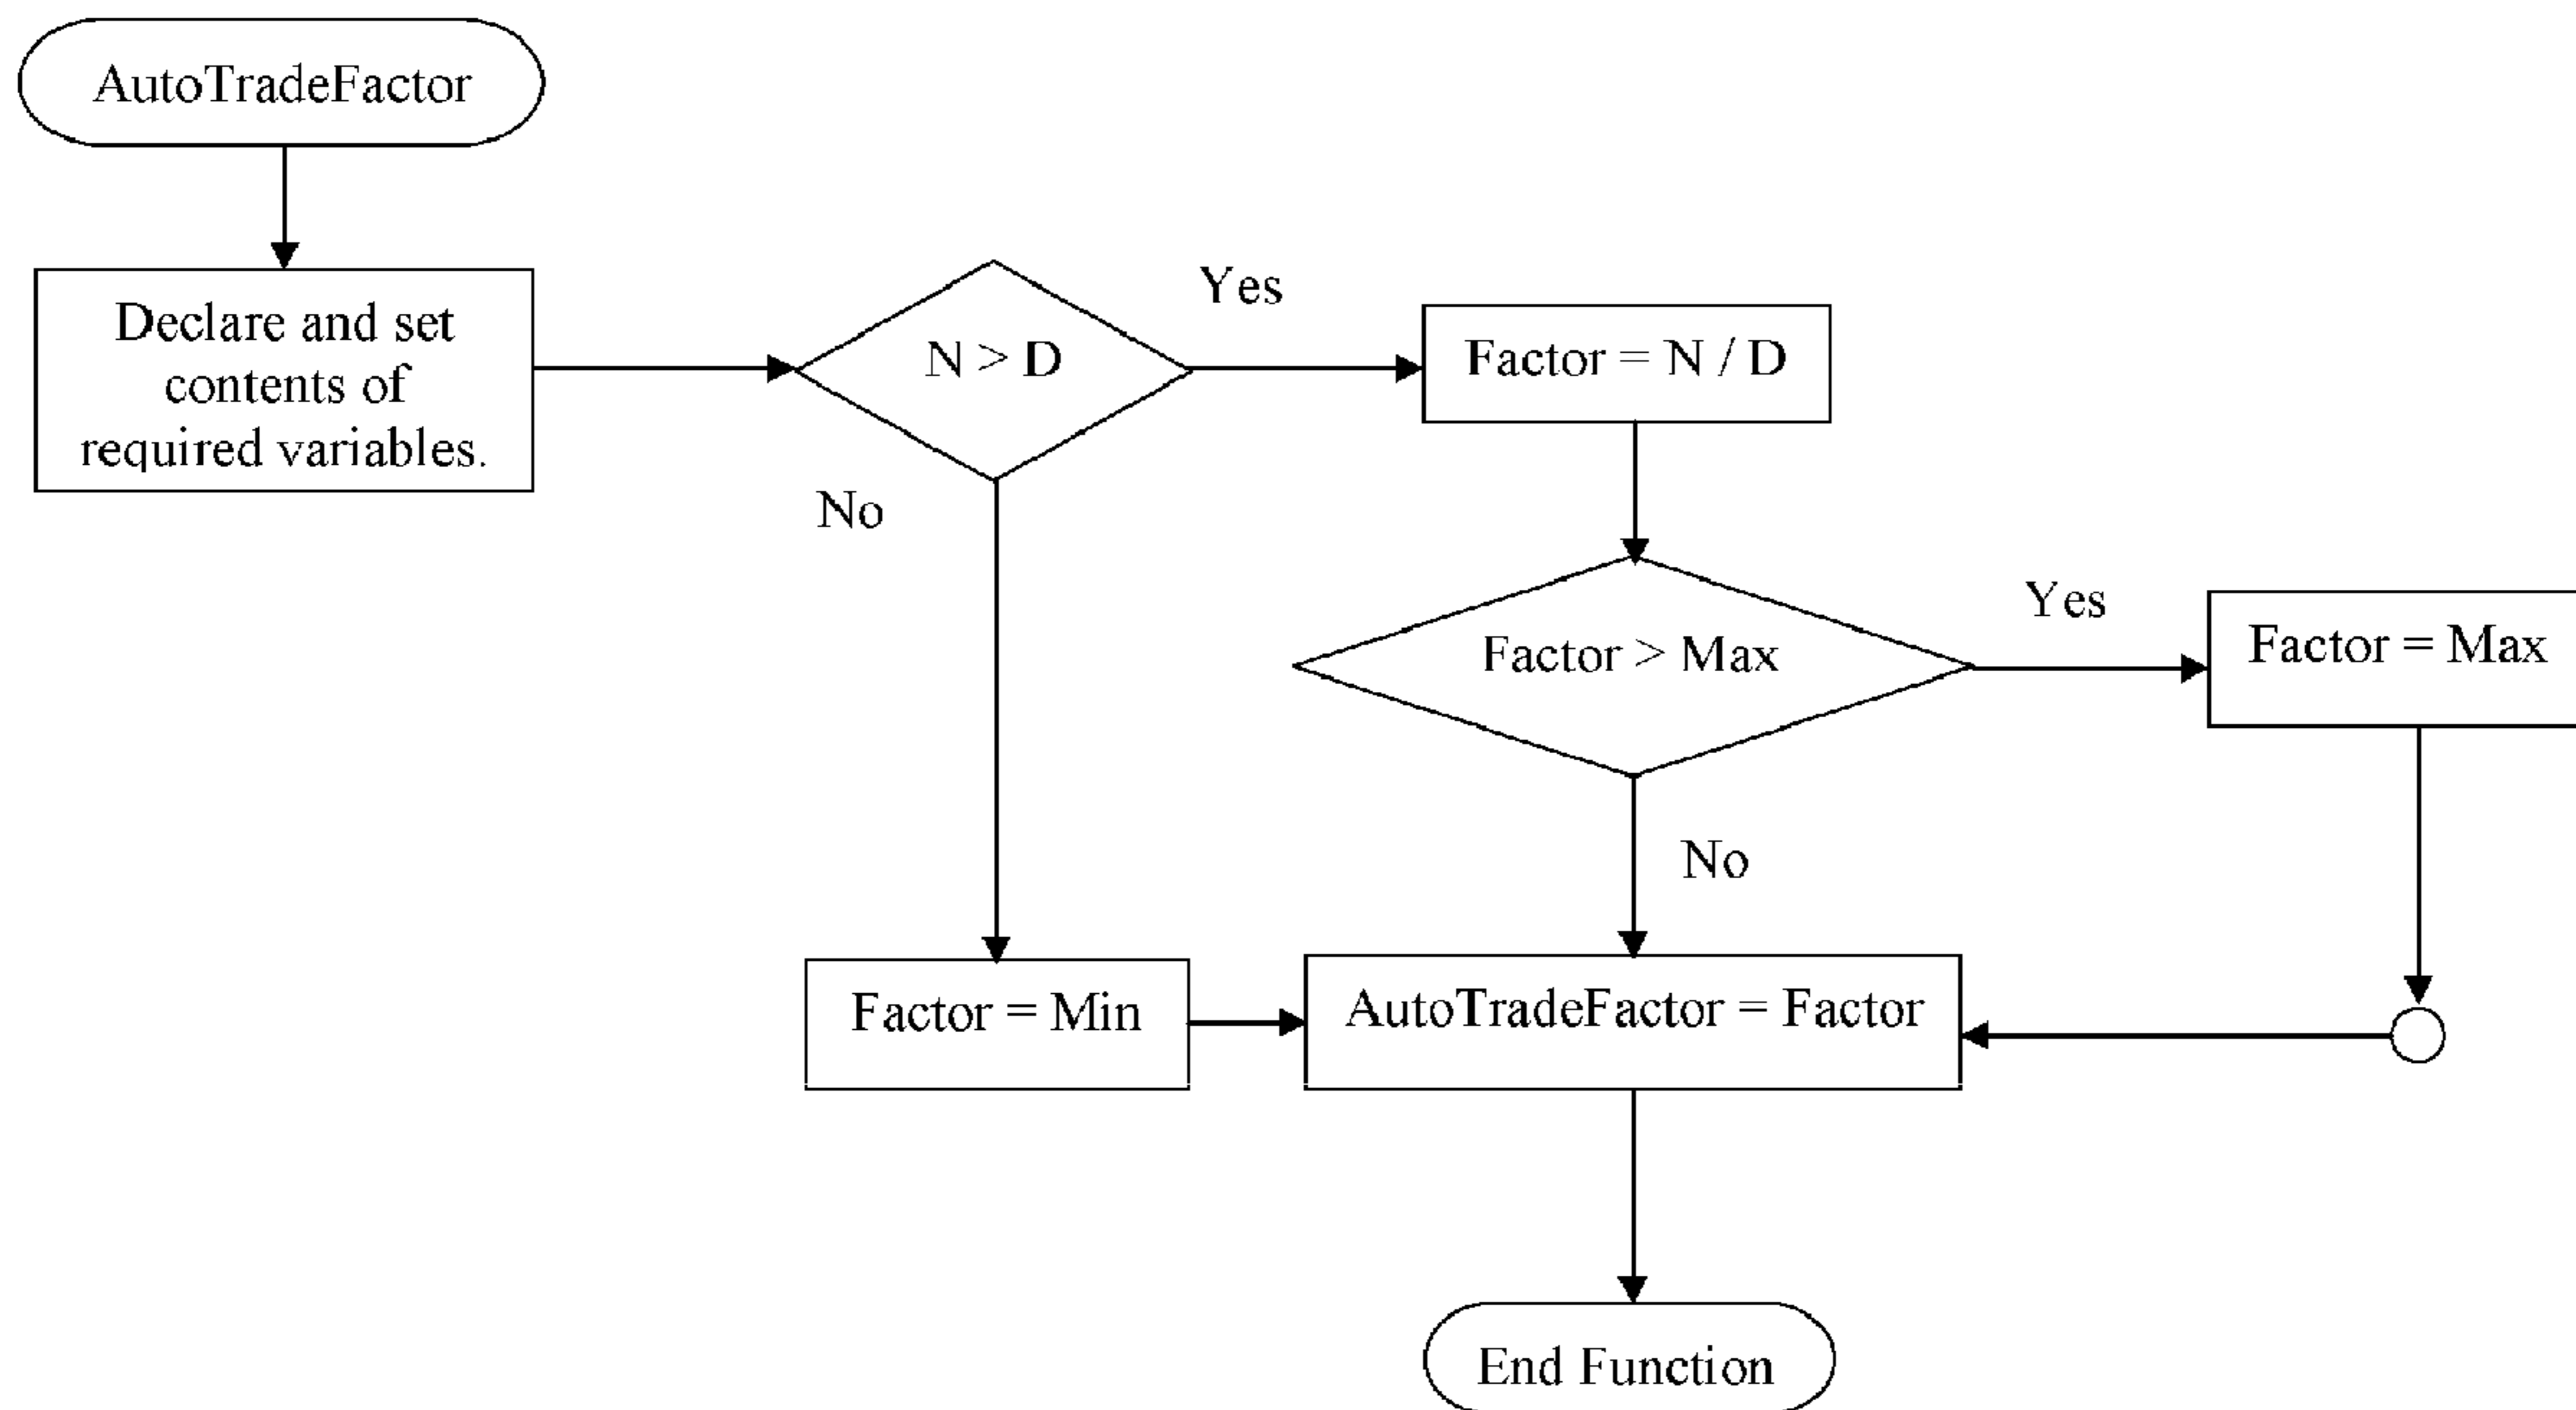 AutoTradeFactor
Declare and set
contents of
required variables.
N > D
Yes
Factor = N / D
No
Factor > Max
Yes
Factor = Max
No
Factor = Min
AutoTradeFactor = Factor
End Function